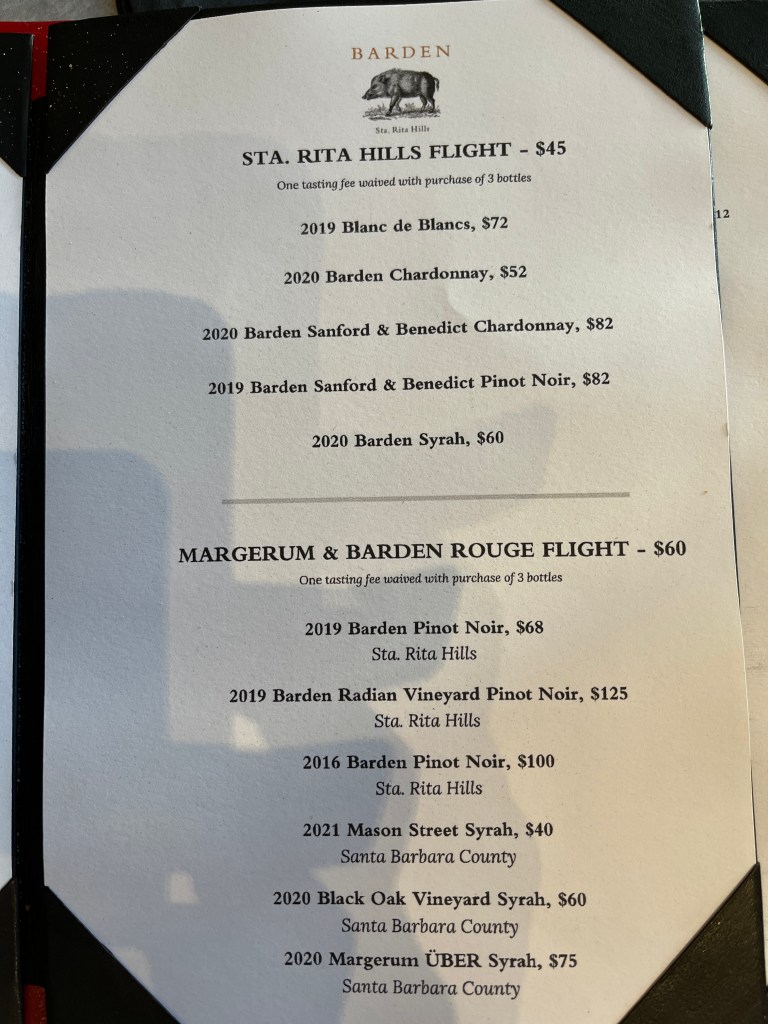 BARDEN
Sta. Rita Hills
STA. RITA HILLS FLIGHT - $45
One tasting fee waived with purchase of 3 bottles
2019 Blanc de Blancs, $72
2020 Barden Chardonnay, $52
2020 Barden Sanford & Benedict Chardonnay, $82
2019 Barden Sanford & Benedict Pinot Noir, $82
2020 Barden Syrah, $60
MARGERUM & BARDEN ROUGE FLIGHT - $60
One tasting fee waived with purchase of 3 bottles
2019 Barden Pinot Noir, $68
Sta. Rita Hills
2019 Barden Radian Vineyard Pinot Noir, $125
Sta. Rita Hills
2016 Barden Pinot Noir, $100
Sta. Rita Hills
2021 Mason Street Syrah, $40
Santa Barbara County
2020 Black Oak Vineyard Syrah, $60
Santa Barbara County
2020 Margerum ÜBER Syrah, $75
Santa Barbara County
12